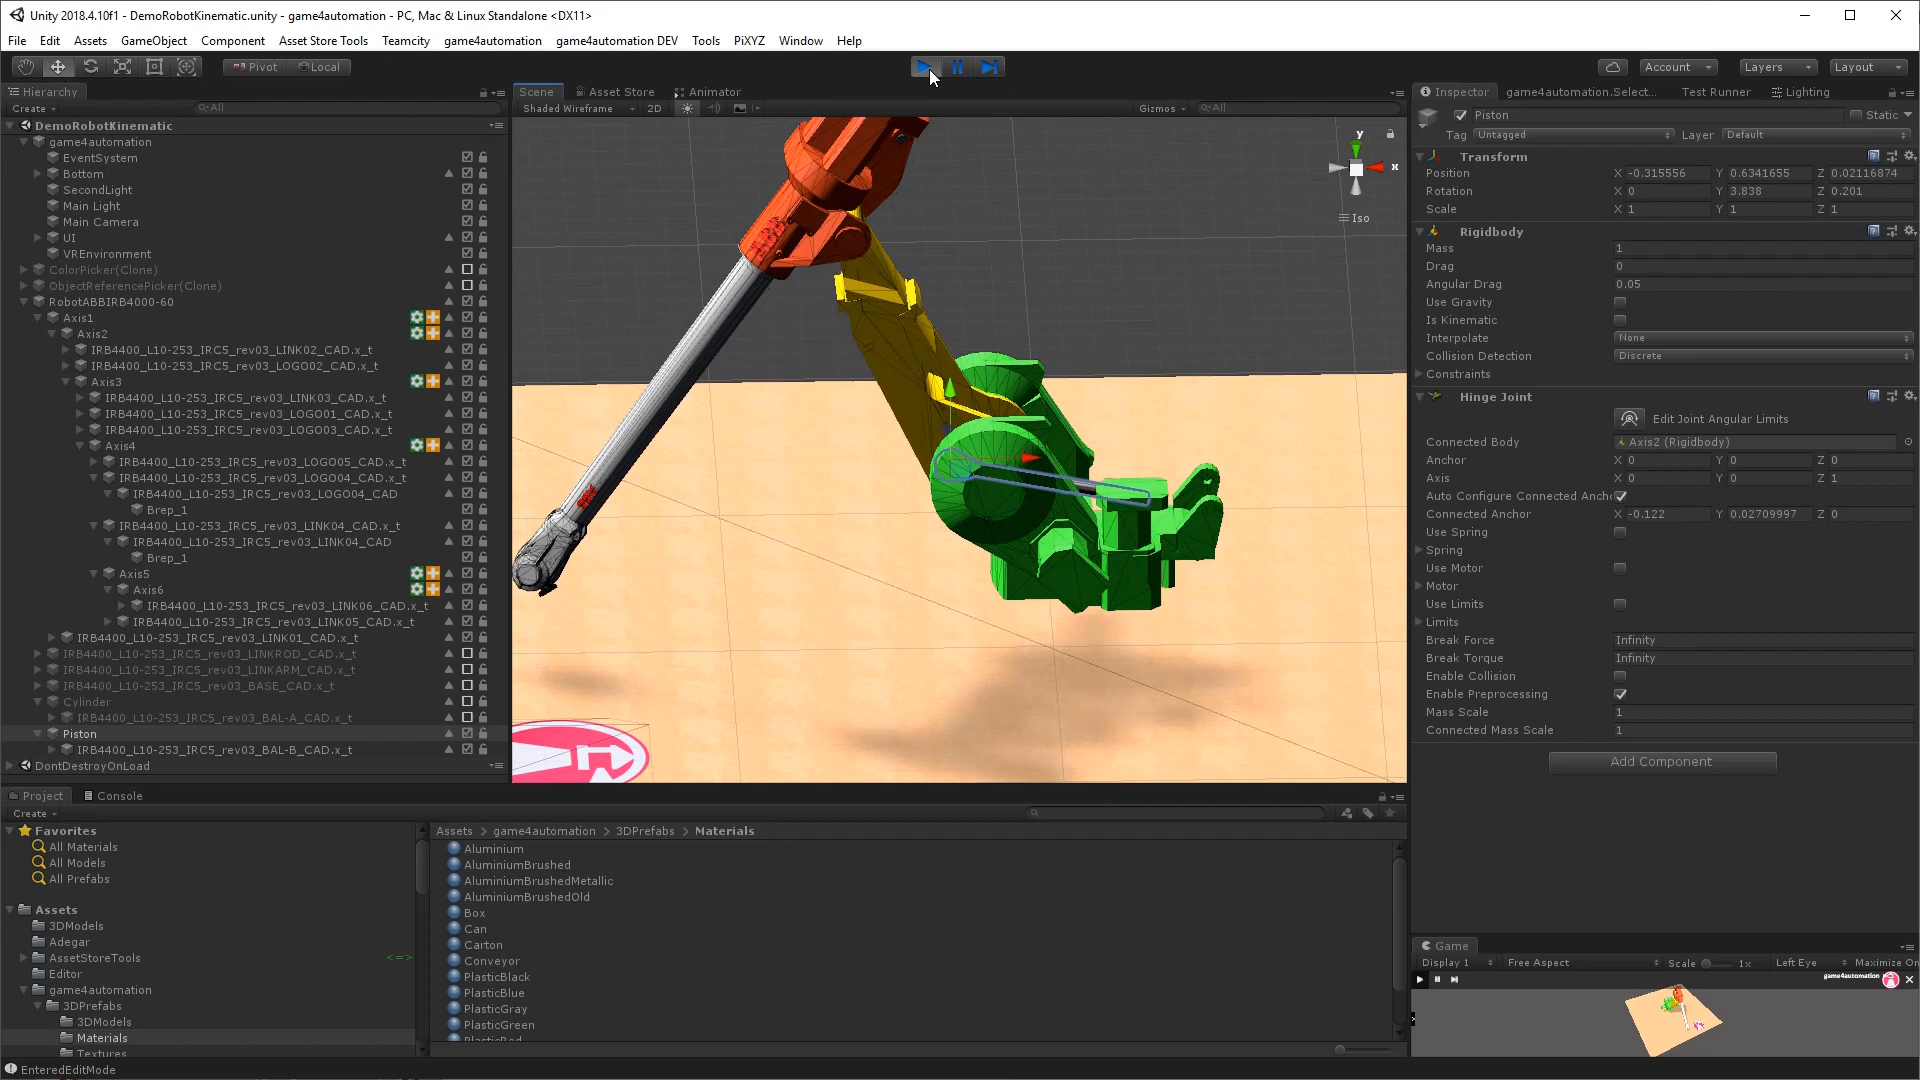 Unity 2018.4.10f1 - DemoRobotKinematic.unity - game4automation - PC, Mac & Linux Standalone <DX11>
File Edit Assets GameObject Component Asset Store Tools Teamcity game4automation game4automation DEV Tools PiXYZ Window Help
Pivot Local Account Layers Layout
Hierarchy
Create All
DemoRobotKinematic
game4automation
EventSystem
Bottom
SecondLight
Main Light
Main Camera
UI
VREnvironment
ColorPicker(Clone)
ObjectReferencePicker(Clone)
RobotABBIRB4000-60
Axis1
Axis2
IRB4400_L10-253_IRC5_rev03_LINK02_CAD.x_t
IRB4400_L10-253_IRC5_rev03_LOGO02_CAD.x_t
Axis3
IRB4400_L10-253_IRC5_rev03_LINK03_CAD.x_t
IRB4400_L10-253_IRC5_rev03_LOGO01_CAD.x_t
IRB4400_L10-253_IRC5_rev03_LOGO03_CAD.x_t
Axis4
IRB4400_L10-253_IRC5_rev03_LOGO05_CAD.x_t
IRB4400_L10-253_IRC5_rev03_LOGO04_CAD.x_t
IRB4400_L10-253_IRC5_rev03_LOGO04_CAD
Brep_1
IRB4400_L10-253_IRC5_rev03_LINK04_CAD.x_t
IRB4400_L10-253_IRC5_rev03_LINK04_CAD
Brep_1
Axis5
Axis6
IRB4400_L10-253_IRC5_rev03_LINK06_CAD.x_t
IRB4400_L10-253_IRC5_rev03_LINK05_CAD.x_t
IRB4400_L10-253_IRC5_rev03_LINK01_CAD.x_t
IRB4400_L10-253_IRC5_rev03_LINKROD_CAD.x_t
IRB4400_L10-253_IRC5_rev03_LINKARM_CAD.x_t
IRB4400_L10-253_IRC5_rev03_BASE_CAD.x_t
Cylinder
IRB4400_L10-253_IRC5_rev03_BAL-A_CAD.x_t
Piston
IRB4400_L10-253_IRC5_rev03_BAL-B_CAD.x_t
DontDestroyOnLoad
Scene Asset Store Animator
Shaded Wireframe 2D Gizmos All
y
x
Iso
Inspector game4automation.Select... Test Runner Lighting
Piston Static
Tag Untagged Layer Default
Transform
Position X -0.315556 Y 0.6341655 Z 0.02116874
Rotation X 0 Y 3.838 Z 0.201
Scale X 1 Y 1 Z 1
Rigidbody
Mass 1
Drag 0
Angular Drag 0.05
Use Gravity
Is Kinematic
Interpolate None
Collision Detection Discrete
Constraints
Hinge Joint
Edit Joint Angular Limits
Connected Body Axis2 (Rigidbody)
Anchor X 0 Y 0 Z 0
Axis X 0 Y 0 Z 1
Auto Configure Connected Ancho
Connected Anchor X -0.122 Y 0.02709997 Z 0
Use Spring
Spring
Use Motor
Motor
Use Limits
Limits
Break Force Infinity
Break Torque Infinity
Enable Collision
Enable Preprocessing
Mass Scale 1
Connected Mass Scale 1
Add Component
Project Console
Create
Favorites
All Materials
All Models
All Prefabs
Assets
3DModels
Adegar
AssetStoreTools <=>
Editor
game4automation
3DPrefabs
3DModels
Materials
Textures
Assets > game4automation > 3DPrefabs > Materials
Aluminium
AluminiumBrushed
AluminiumBrushedMetallic
AluminiumBrushedOld
Box
Can
Carton
Conveyor
PlasticBlack
PlasticBlue
PlasticGray
PlasticGreen
PlasticRed
Game
Display 1 Free Aspect Scale 1x Left Eye Maximize On
game4automation
EnteredEditMode